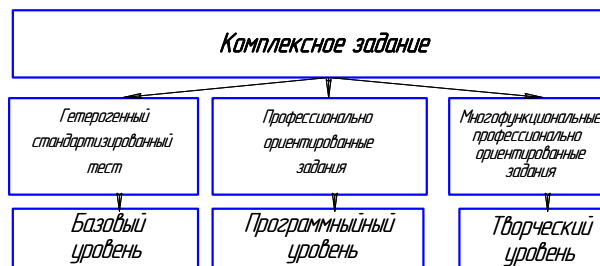 Комплексное задание
Гетерогенный
стандартизированный
тест
Профессионально
ориентированные
задания
Многофункциональные
профессионально
ориентированные
задания
Базовый
уровень
Программныйный
уровень
Творческий
уровень